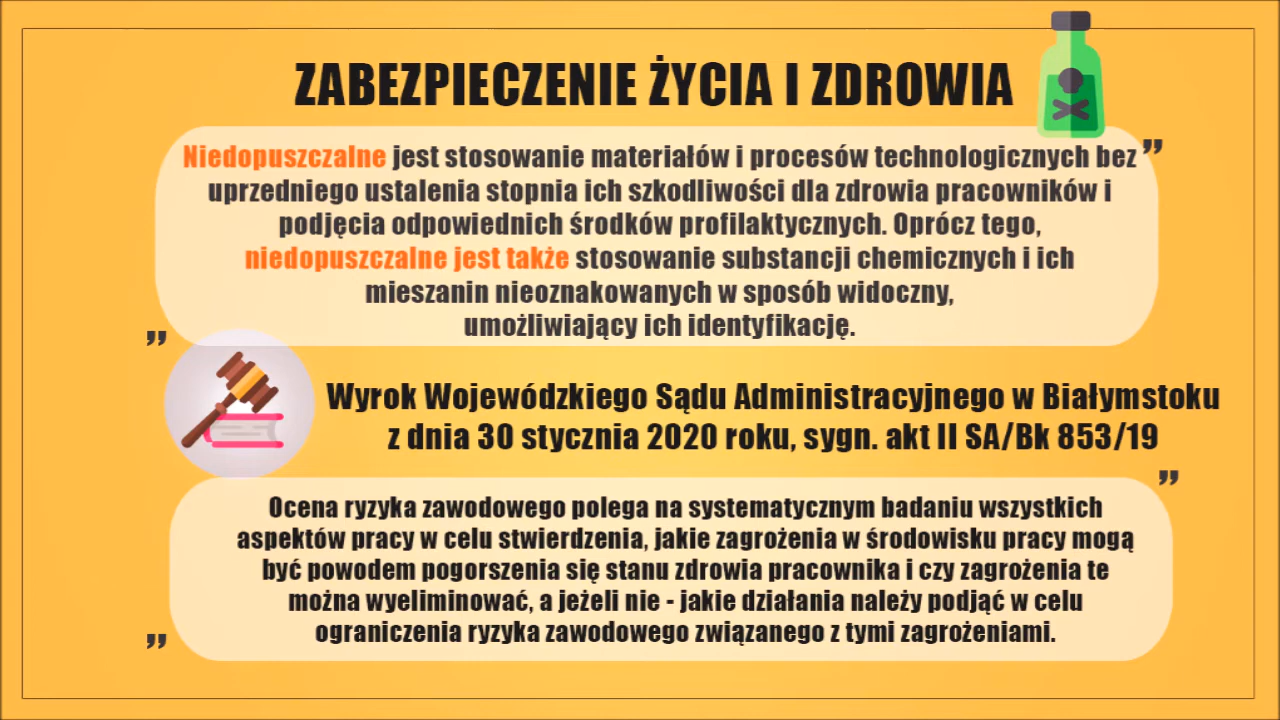 ZABEZPIECZENIE ŻYCIA I ZDROWIA
Niedopuszczalne jest stosowanie materiałów i procesów technologicznych bez ”
uprzedniego ustalenia stopnia ich szkodliwości dla zdrowia pracowników i
podjęcia odpowiednich środków profilaktycznych. Oprócz tego,
niedopuszczalne jest także stosowanie substancji chemicznych i ich
mieszanin nieoznakowanych w sposób widoczny,
” umożliwiający ich identyfikację.
Wyrok Wojewódzkiego Sądu Administracyjnego w Białymstoku
z dnia 30 stycznia 2020 roku, sygn. akt II SA/Bk 853/19
”
Ocena ryzyka zawodowego polega na systematycznym badaniu wszystkich
aspektów pracy w celu stwierdzenia, jakie zagrożenia w środowisku pracy mogą
być powodem pogorszenia się stanu zdrowia pracownika i czy zagrożenia te
można wyeliminować, a jeżeli nie - jakie działania należy podjąć w celu
” ograniczenia ryzyka zawodowego związanego z tymi zagrożeniami.